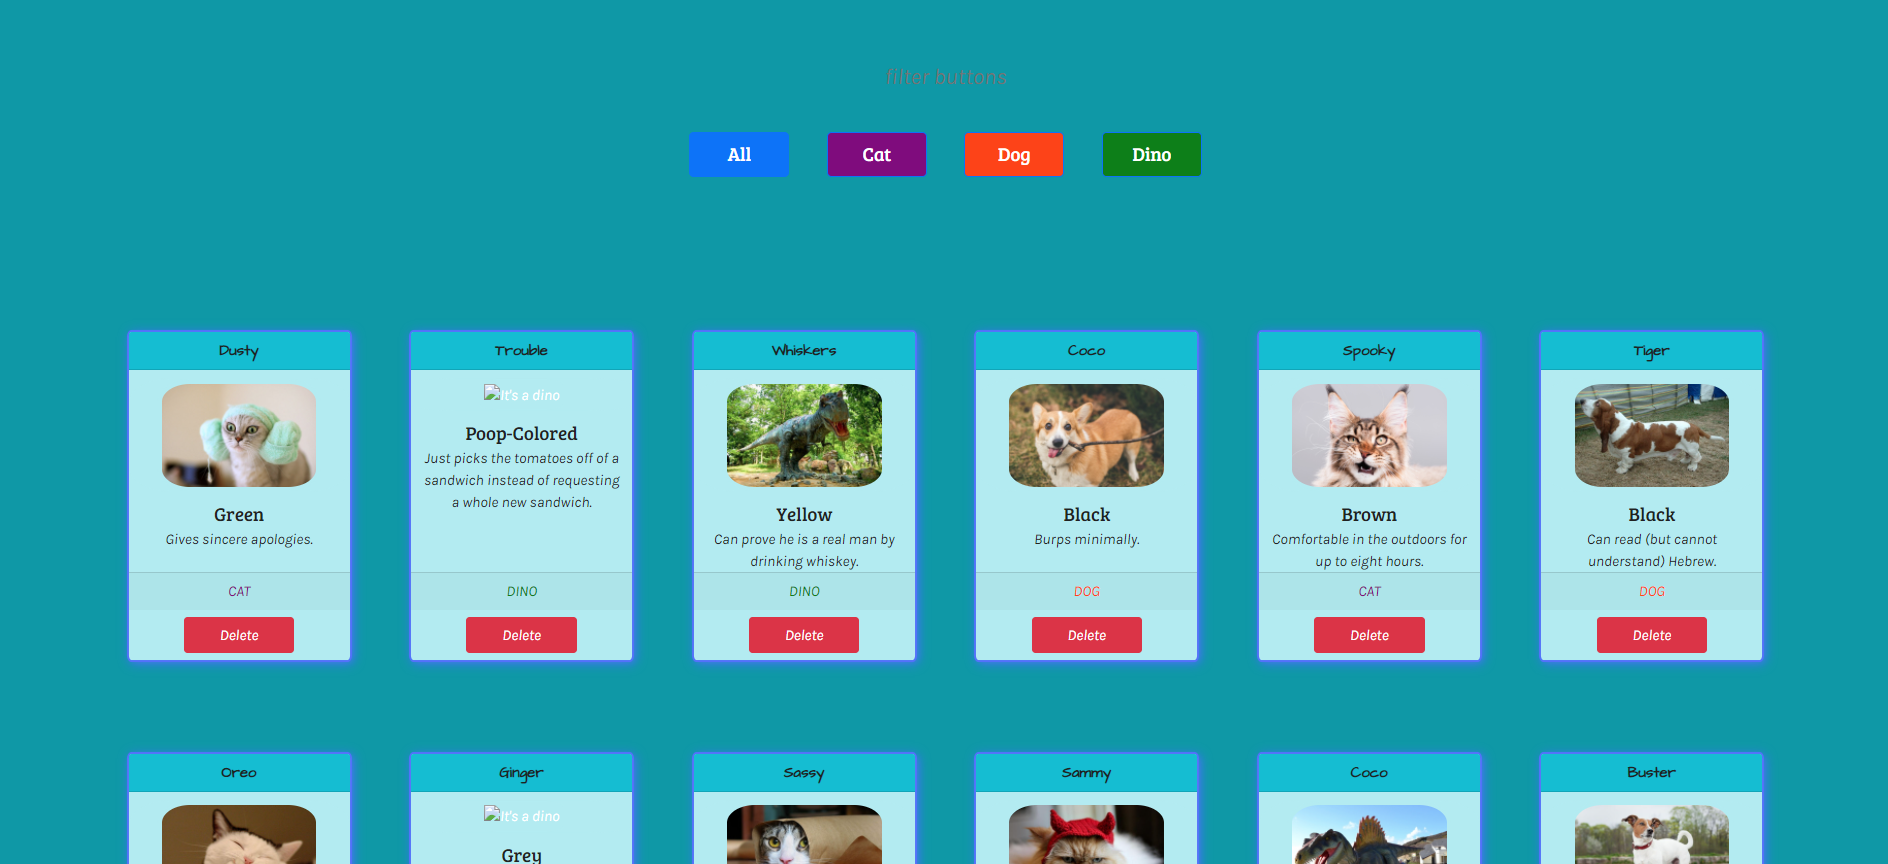 filter buttons
All Cat Dog Dino
Dusty
Green
Gives sincere apologies.
CAT
Delete
Trouble
It's a dino
Poop-Colored
Just picks the tomatoes off of a
sandwich instead of requesting
a whole new sandwich.
DINO
Delete
Whiskers
Yellow
Can prove he is a real man by
drinking whiskey.
DINO
Delete
Coco
Black
Burps minimally.
DOG
Delete
Spooky
Brown
Comfortable in the outdoors for
up to eight hours.
CAT
Delete
Tiger
Black
Can read (but cannot
understand) Hebrew.
DOG
Delete
Oreo
Ginger
It's a dino
Grey
Sassy
Sammy
Coco
Buster